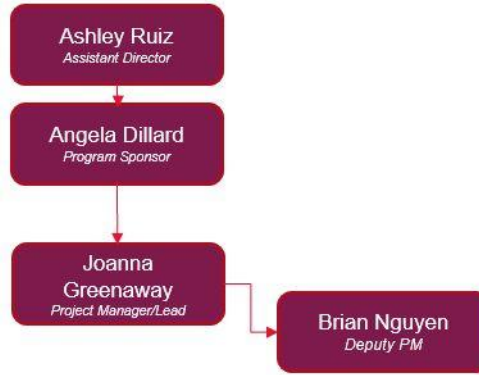 Ashley Ruiz
Assistant Director
Angela Dillard
Program Sponsor
Joanna
Greenaway
Project Manager/Lead
Brian Nguyen
Deputy PM